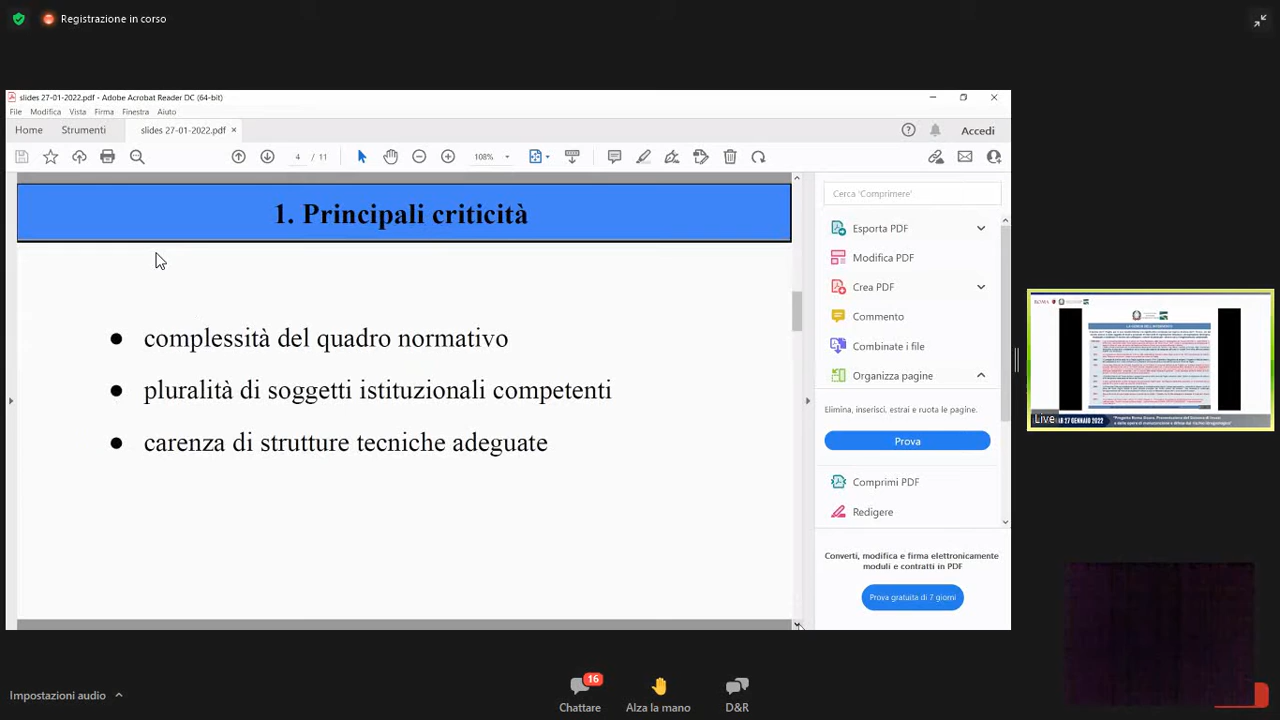 Registrazione in corso
slides 27-01-2022.pdf - Adobe Acrobat Reader DC (64-bit)
File Modifica Vista Firma Finestra Aiuto
Home Strumenti slides 27-01-2022.pdf × Accedi
4 / 11 108%
1. Principali criticità
complessità del quadro normativo
pluralità di soggetti istituzionali competenti
carenza di strutture tecniche adeguate
Cerca 'Comprimere'
Esporta PDF
Modifica PDF
Crea PDF
Commento
Combinate i file
Organizza pagine
Elimina, inserisci, estrai e ruota le pagine.
Prova
Comprimi PDF
Redigere
Converti, modifica e firma elettronicamente
moduli e contratti in PDF
Prova gratuita di 7 giorni
ROMA
Live
27 GENNAIO 2022
Impostazioni audio
16
Chattare
Alza la mano
D&R